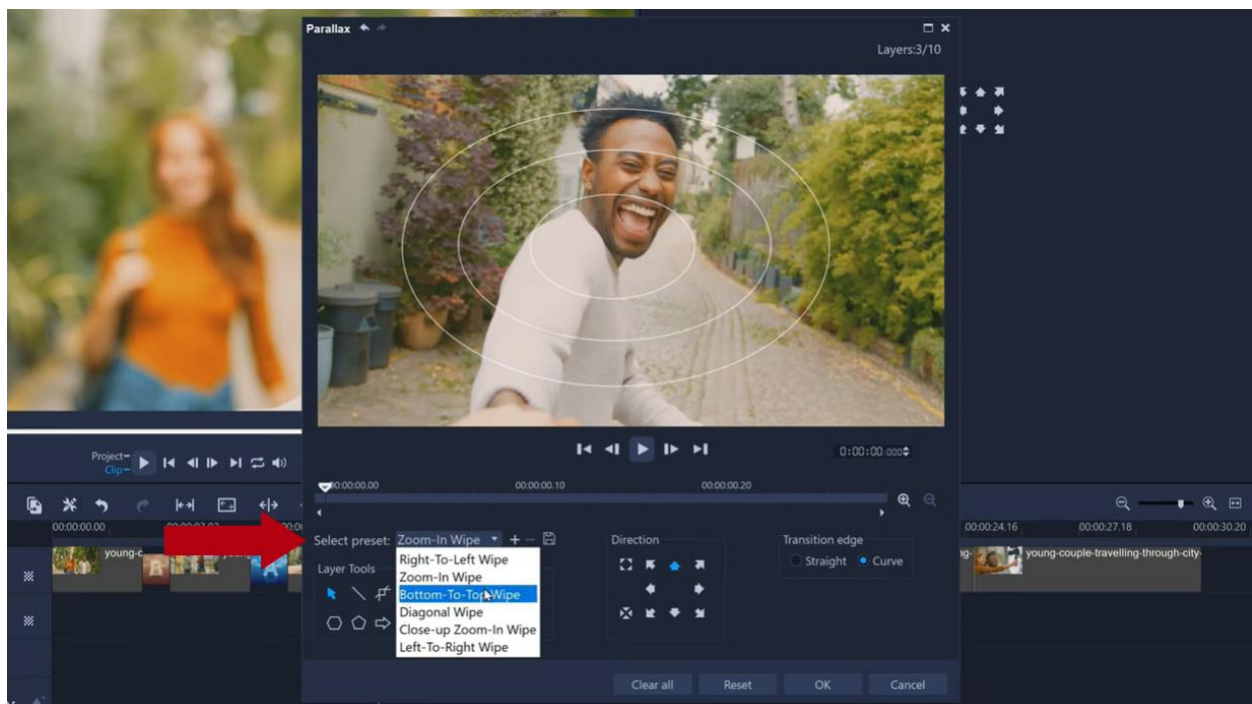 Parallax
Layers:3/10
0:00:00.000
00:00:00.00 00:00:00.10 00:00:00.20
Project
Clip
Select preset: Zoom-In Wipe
Right-To-Left Wipe
Zoom-In Wipe
Bottom-To-Top Wipe
Diagonal Wipe
Close-up Zoom-In Wipe
Left-To-Right Wipe
Layer Tools
Direction
Transition edge
Straight Curve
00:00:00.00
00:00:24.16 00:00:27.18 00:00:30.20
young-c
young-couple-travelling-through-city-
Clear all Reset OK Cancel